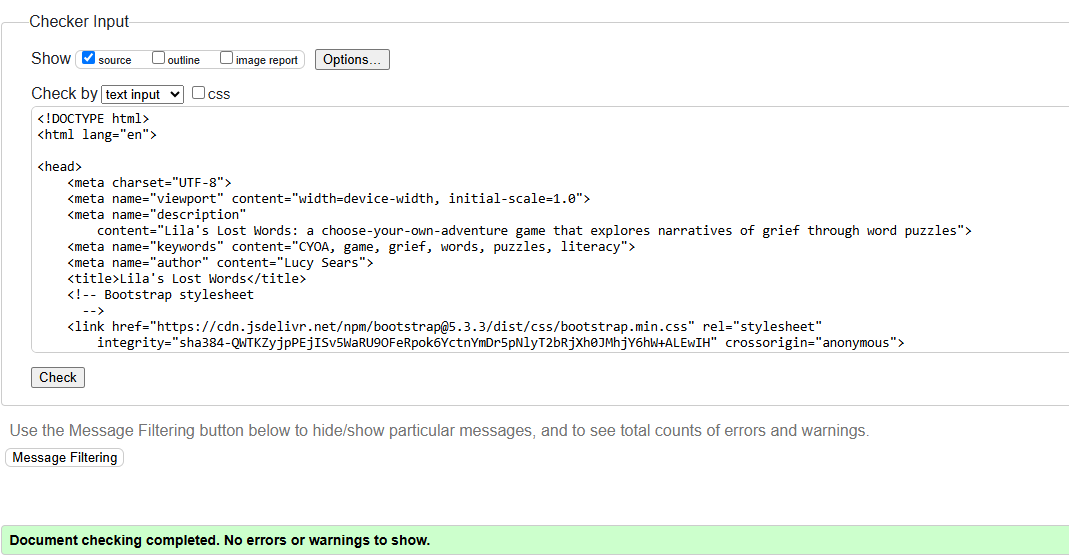 Checker Input
Show source outline image report Options...
Check by text input css
<!DOCTYPE html>
<html lang="en">
<head>
<meta charset="UTF-8">
<meta name="viewport" content="width=device-width, initial-scale=1.0">
<meta name="description"
content="Lila's Lost Words: a choose-your-own-adventure game that explores narratives of grief through word puzzles">
<meta name="keywords" content="CYOA, game, grief, words, puzzles, literacy">
<meta name="author" content="Lucy Sears">
<title>Lila's Lost Words</title>
<!-- Bootstrap stylesheet
-->
<link href="https://cdn.jsdelivr.net/npm/bootstrap@5.3.3/dist/css/bootstrap.min.css" rel="stylesheet"
integrity="sha384-QWTKZyjpPEjISv5WaRU9OFeRpok6YctnYmDr5pNlyT2bRjXh0JMhjY6hW+ALEwIH" crossorigin="anonymous">
Check
Use the Message Filtering button below to hide/show particular messages, and to see total counts of errors and warnings.
Message Filtering
Document checking completed. No errors or warnings to show.